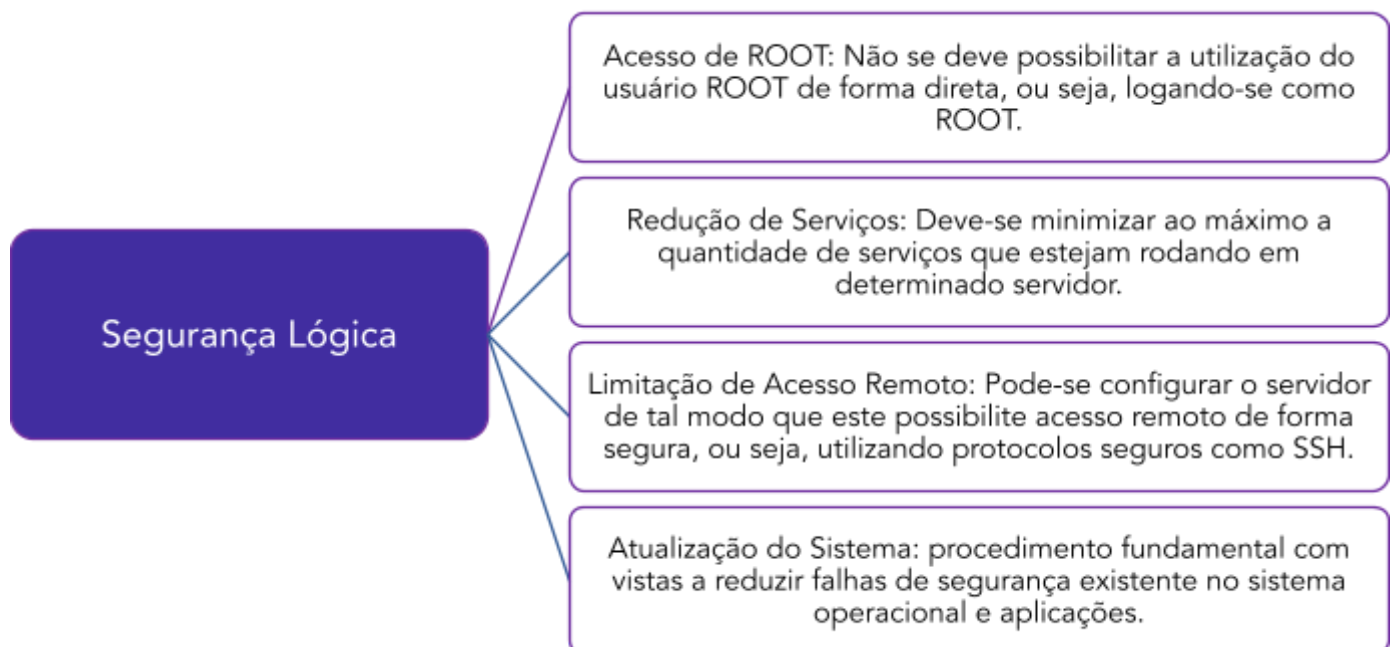 Segurança Lógica
Acesso de ROOT: Não se deve possibilitar a utilização do
usuário ROOT de forma direta, ou seja, logando-se como
ROOT.
Redução de Serviços: Deve-se minimizar ao máximo a
quantidade de serviços que estejam rodando em
determinado servidor.
Limitação de Acesso Remoto: Pode-se configurar o servidor
de tal modo que este possibilite acesso remoto de forma
segura, ou seja, utilizando protocolos seguros como SSH.
Atualização do Sistema: procedimento fundamental com
vistas a reduzir falhas de segurança existente no sistema
operacional e aplicações.